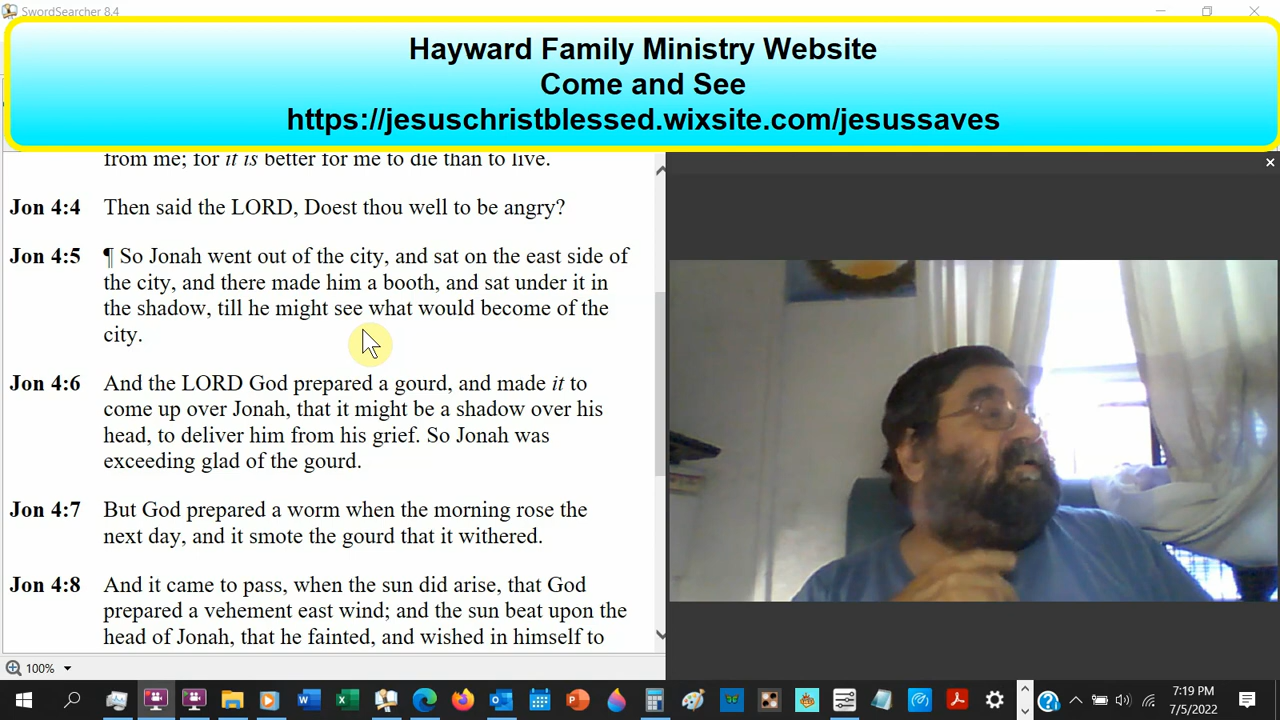 SwordSearcher 8.4
Hayward Family Ministry Website
Come and See
https://jesuschristblessed.wixsite.com/jesussaves
from me; for it is better for me to die than to live.
Jon 4:4 Then said the LORD, Doest thou well to be angry?
Jon 4:5 ¶ So Jonah went out of the city, and sat on the east side of
the city, and there made him a booth, and sat under it in
the shadow, till he might see what would become of the
city.
Jon 4:6 And the LORD God prepared a gourd, and made it to
come up over Jonah, that it might be a shadow over his
head, to deliver him from his grief. So Jonah was
exceeding glad of the gourd.
Jon 4:7 But God prepared a worm when the morning rose the
next day, and it smote the gourd that it withered.
Jon 4:8 And it came to pass, when the sun did arise, that God
prepared a vehement east wind; and the sun beat upon the
head of Jonah, that he fainted, and wished in himself to
100%
7:19 PM
7/5/2022